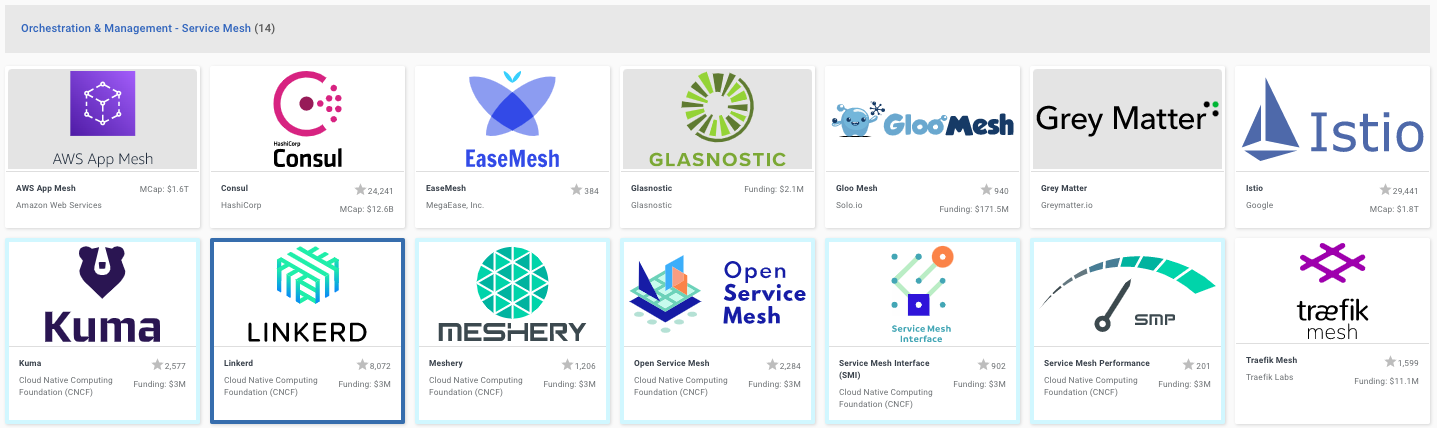 Orchestration & Management - Service Mesh (14)
AWS App Mesh
AWS App Mesh
MCap: $1.6T
Amazon Web Services
HashiCorp
Consul
Consul
24,241
HashiCorp
MCap: $12.6B
EaseMesh
EaseMesh
384
MegaEase, Inc.
GLASNOSTIC
Glasnostic
Funding: $2.1M
Glasnostic
Gloo Mesh
Gloo Mesh
940
Solo.io
Funding: $171.5M
Grey Matter
Grey Matter
Greymatter.io
Istio
Istio
29,441
Google
MCap: $1.8T
Kuma
Kuma
2,577
Cloud Native Computing
Foundation (CNCF)
Funding: $3M
LINKERD
Linkerd
8,072
Cloud Native Computing
Foundation (CNCF)
Funding: $3M
MESHERY
Meshery
1,206
Cloud Native Computing
Foundation (CNCF)
Funding: $3M
Open
Service
Mesh
Open Service Mesh
2,284
Cloud Native Computing
Foundation (CNCF)
Funding: $3M
Service Mesh
Interface
Service Mesh Interface
(SMI)
902
Cloud Native Computing
Foundation (CNCF)
Funding: $3M
SMP
Service Mesh Performance
201
Cloud Native Computing
Foundation (CNCF)
Funding: $3M
træfik
mesh
Traefik Mesh
1,599
Traefik Labs
Funding: $11.1M